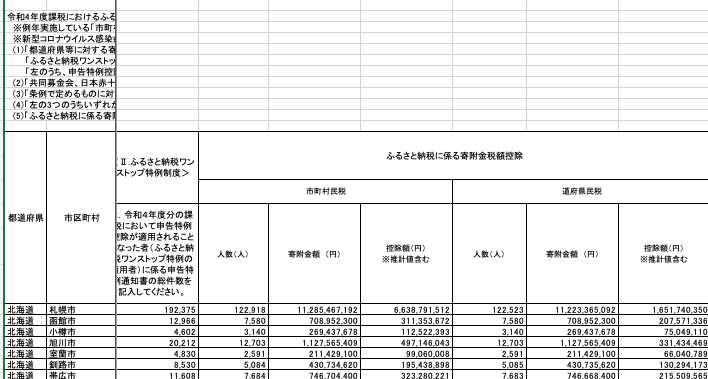 令和4年度課税におけるふる
※例年実施している「市町
※新型コロナウイルス感染
(1)「都道府県等に対する寄
「ふるさと納税ワンストッ
「左のうち、申告特例控
(2)「共同募金会、日本赤十
(3)「条例で定めるものに対
(4)「左の3つのうちいずれか
(5)「ふるさと納税に係る寄
都道府県
市区町村
Ⅱ.ふるさと納税ワン
ストップ特例制度＞
. 令和4年度分の課
税において申告特例
控除が適用されること
なった者（ふるさと納
税ワンストップ特例の
適用者）に係る申告特
例通知書の総件数を
記入してください。
ふるさと納税に係る寄附金税額控除
市町村民税
道府県民税
人数（人）
寄附金額 （円）
控除額（円）
※推計値含む
人数（人）
寄附金額 （円）
控除額（円）
※推計値含む
北海道 札幌市 192,375 122,918 11,285,467,192 6,638,791,512 122,523 11,223,365,092 1,651,740,350
北海道 函館市 12,966 7,580 708,952,300 311,353,672 7,580 708,952,300 207,571,336
北海道 小樽市 4,602 3,140 269,437,678 112,522,393 3,140 269,437,678 75,049,110
北海道 旭川市 20,212 12,703 1,127,565,409 497,146,043 12,703 1,127,565,409 331,434,469
北海道 室蘭市 4,830 2,591 211,429,100 99,060,008 2,591 211,429,100 66,040,789
北海道 釧路市 8,530 5,084 430,734,620 195,438,898 5,085 430,735,620 130,294,173
北海道 帯広市 11,608 7,684 746,704,400 323,280,221 7,683 746,668,400 215,509,565